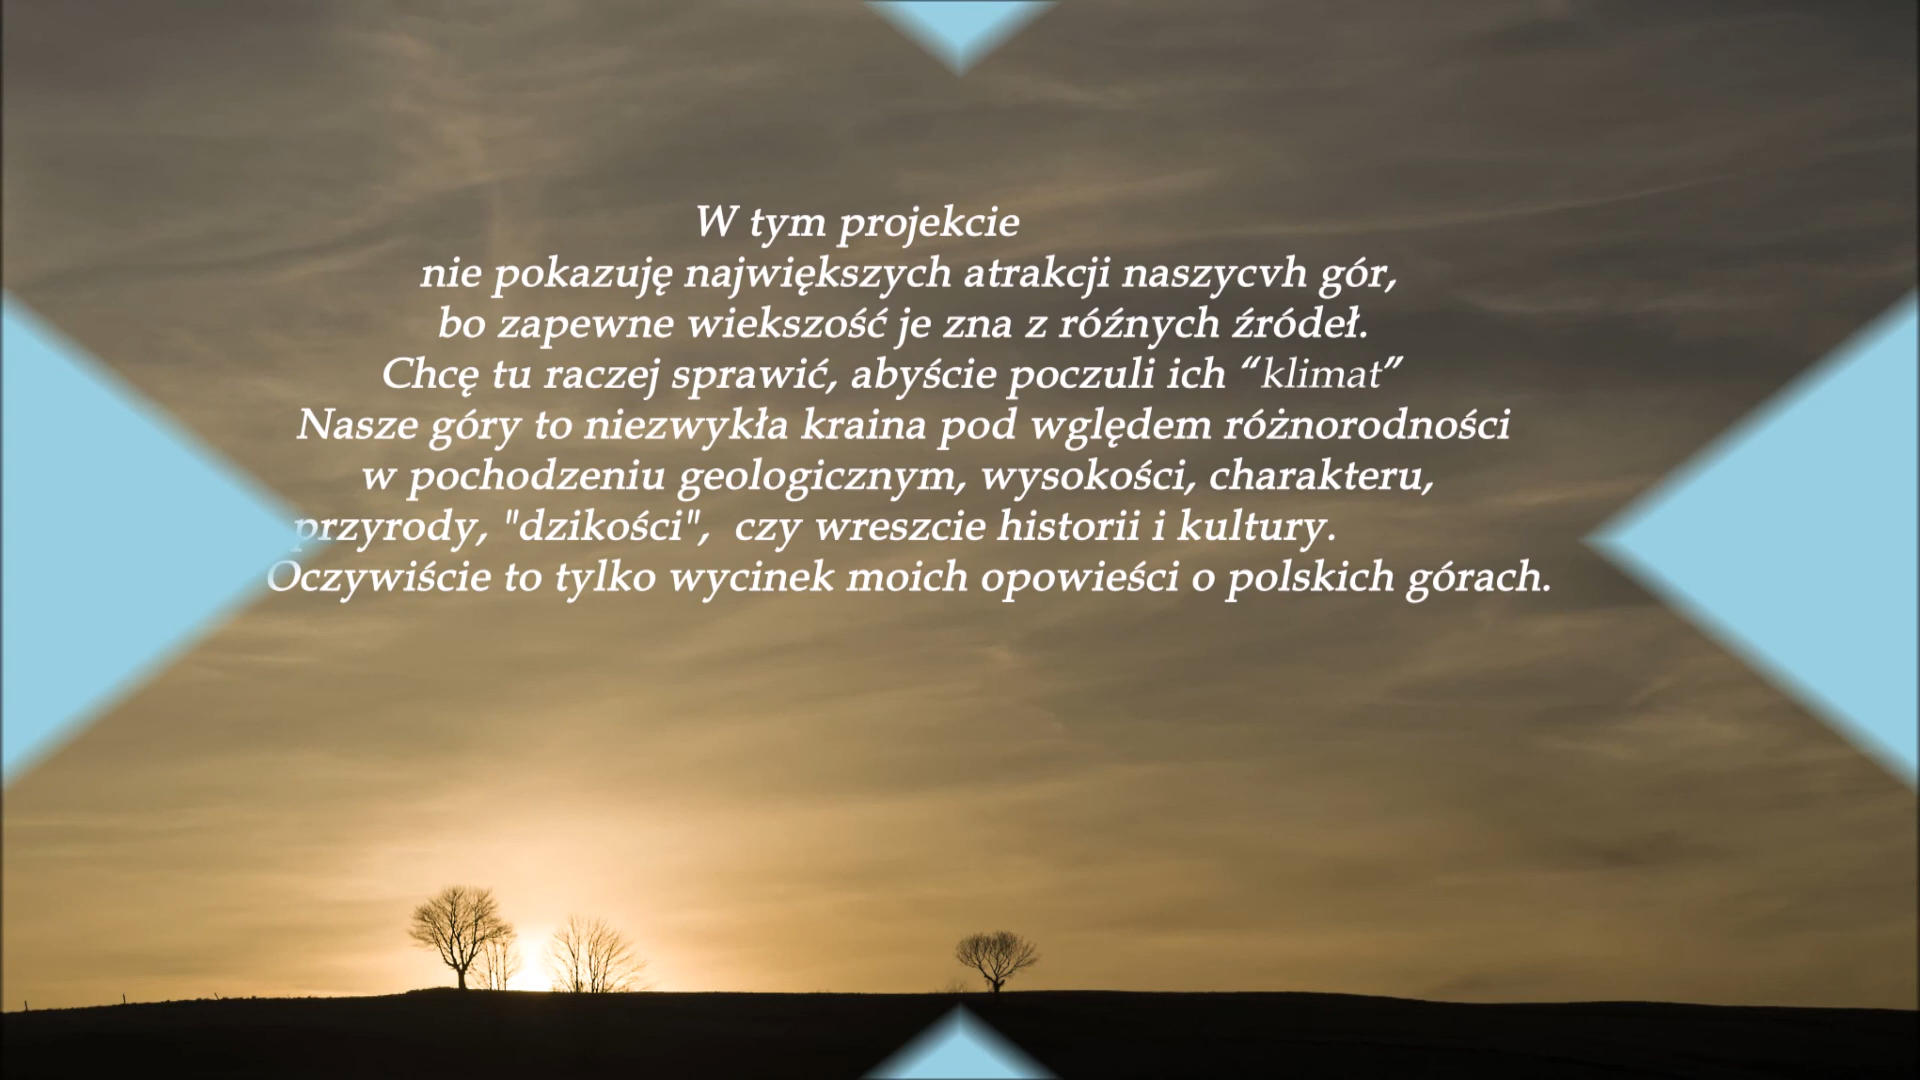 W tym projekcie
nie pokazuję największych atrakcji naszycvh gór,
bo zapewne wiekszość je zna z róźnych źródeł.
Chcę tu raczej sprawić, abyście poczuli ich “klimat”
Nasze góry to niezwykła kraina pod wględem różnorodności
w pochodzeniu geologicznym, wysokości, charakteru,
przyrody, "dzikości",  czy wreszcie historii i kultury.
Oczywiście to tylko wycinek moich opowieści o polskich górach.